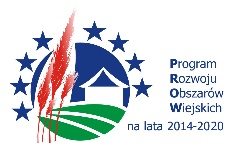 Program
Rozwoju
Obszarów
Wiejskich
na lata 2014-2020